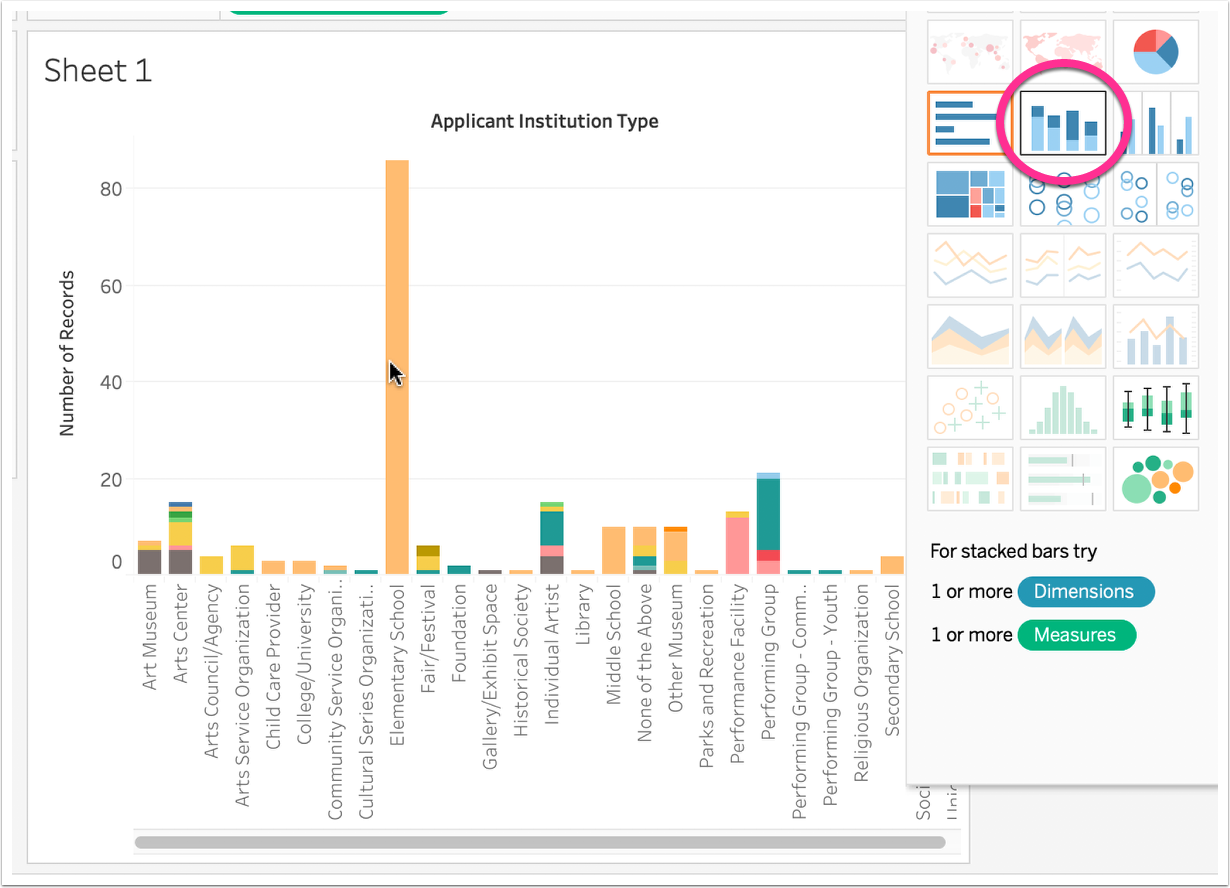 Sheet 1
Applicant Institution Type
Number of Records
80
60
40
20
0
Art Museum
Arts Center
Arts Council/Agency
Arts Service Organization
Child Care Provider
College/University
Community Service Organi..
Cultural Series Organizati..
Elementary School
Fair/Festival
Foundation
Gallery/Exhibit Space
Historical Society
Individual Artist
Library
Middle School
None of the Above
Other Museum
Parks and Recreation
Performance Facility
Performing Group
Performing Group - Comm..
Performing Group - Youth
Religious Organization
Secondary School
For stacked bars try
1 or more Dimensions
1 or more Measures